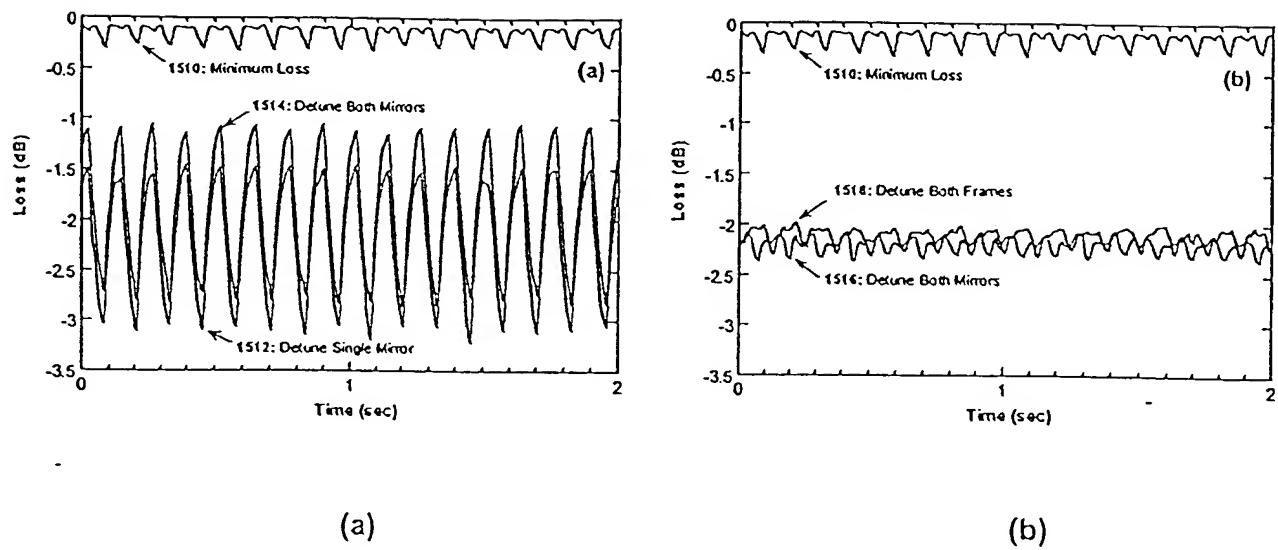 0
-0.5
-1
-1.5
-2
-2.5
-3
-3.5
0
1
2
Loss (dB)
Time (sec)
1510: Minimum Loss
(a)
1514: Detune Both Mirrors
1512: Detune Single Mirror
(a)
0
-0.5
-1
-1.5
-2
-2.5
-3
-3.5
0
1
2
Loss (dB)
Time (sec)
1510: Minimum Loss
(b)
1518: Detune Both Frames
1516: Detune Both Mirrors
(b)